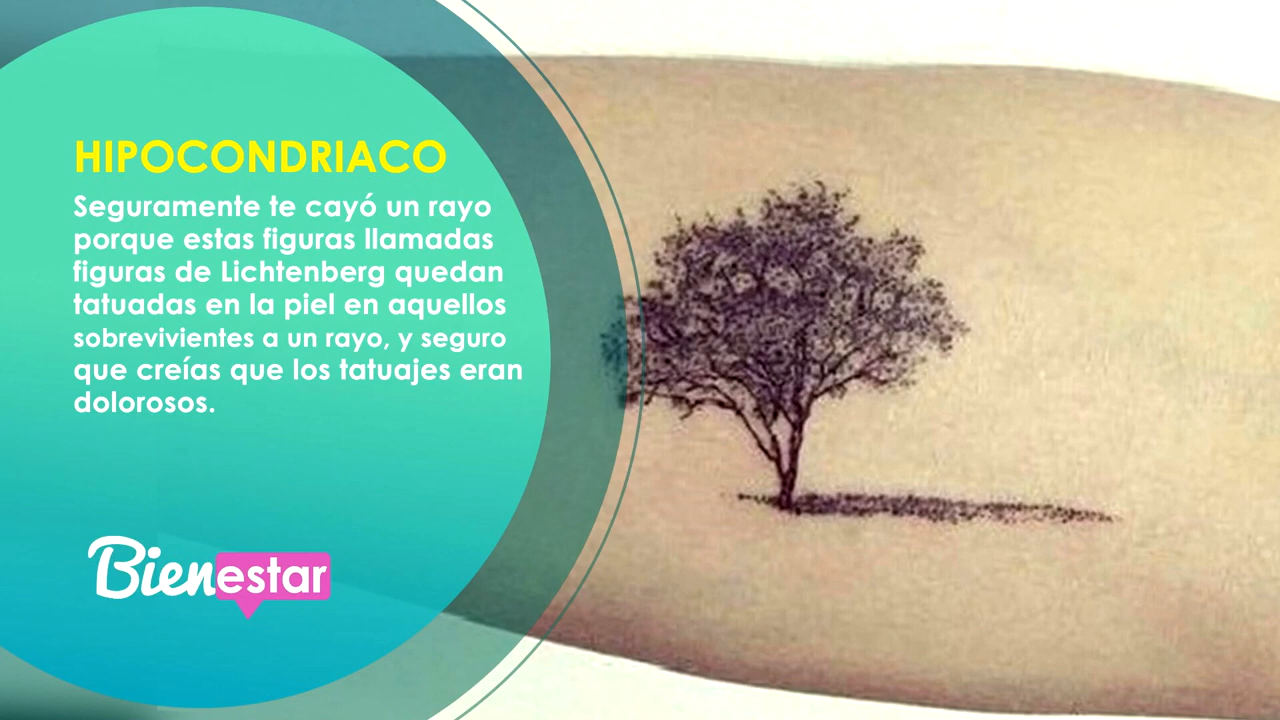 HIPOCONDRIACO
Seguramente te cayó un rayo
porque estas figuras llamadas
figuras de Lichtenberg quedan
tatuadas en la piel en aquellos
sobrevivientes a un rayo, y seguro
que creías que los tatuajes eran
dolorosos.
Bienestar